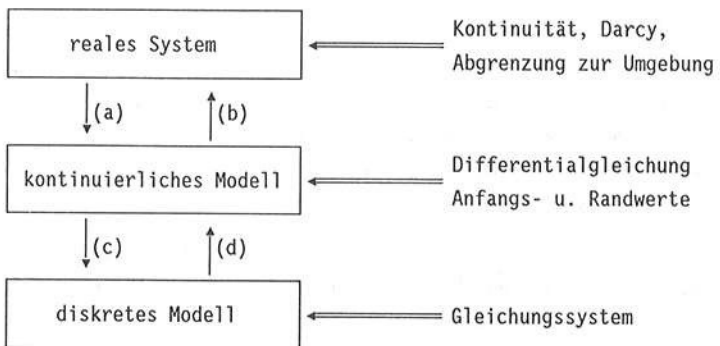 reales System
Kontinuität, Darcy,
Abgrenzung zur Umgebung
(a)
(b)
kontinuierliches Modell
Differentialgleichung
Anfangs- u. Randwerte
(c)
(d)
diskretes Modell
Gleichungssystem